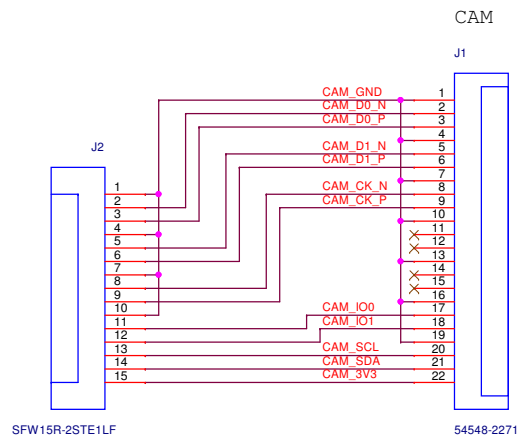 CAM
J1
CAM_GND
CAM_D0_N
CAM_D0_P
CAM_D1_N
CAM_D1_P
CAM_CK_N
CAM_CK_P
CAM_IO0
CAM_IO1
CAM_SCL
CAM_SDA
CAM_3V3
1
2
3
4
5
6
7
8
9
10
11
12
13
14
15
16
17
18
19
20
21
22
J2
1
2
3
4
5
6
7
8
9
10
11
12
13
14
15
SFW15R-2STE1LF
54548-2271